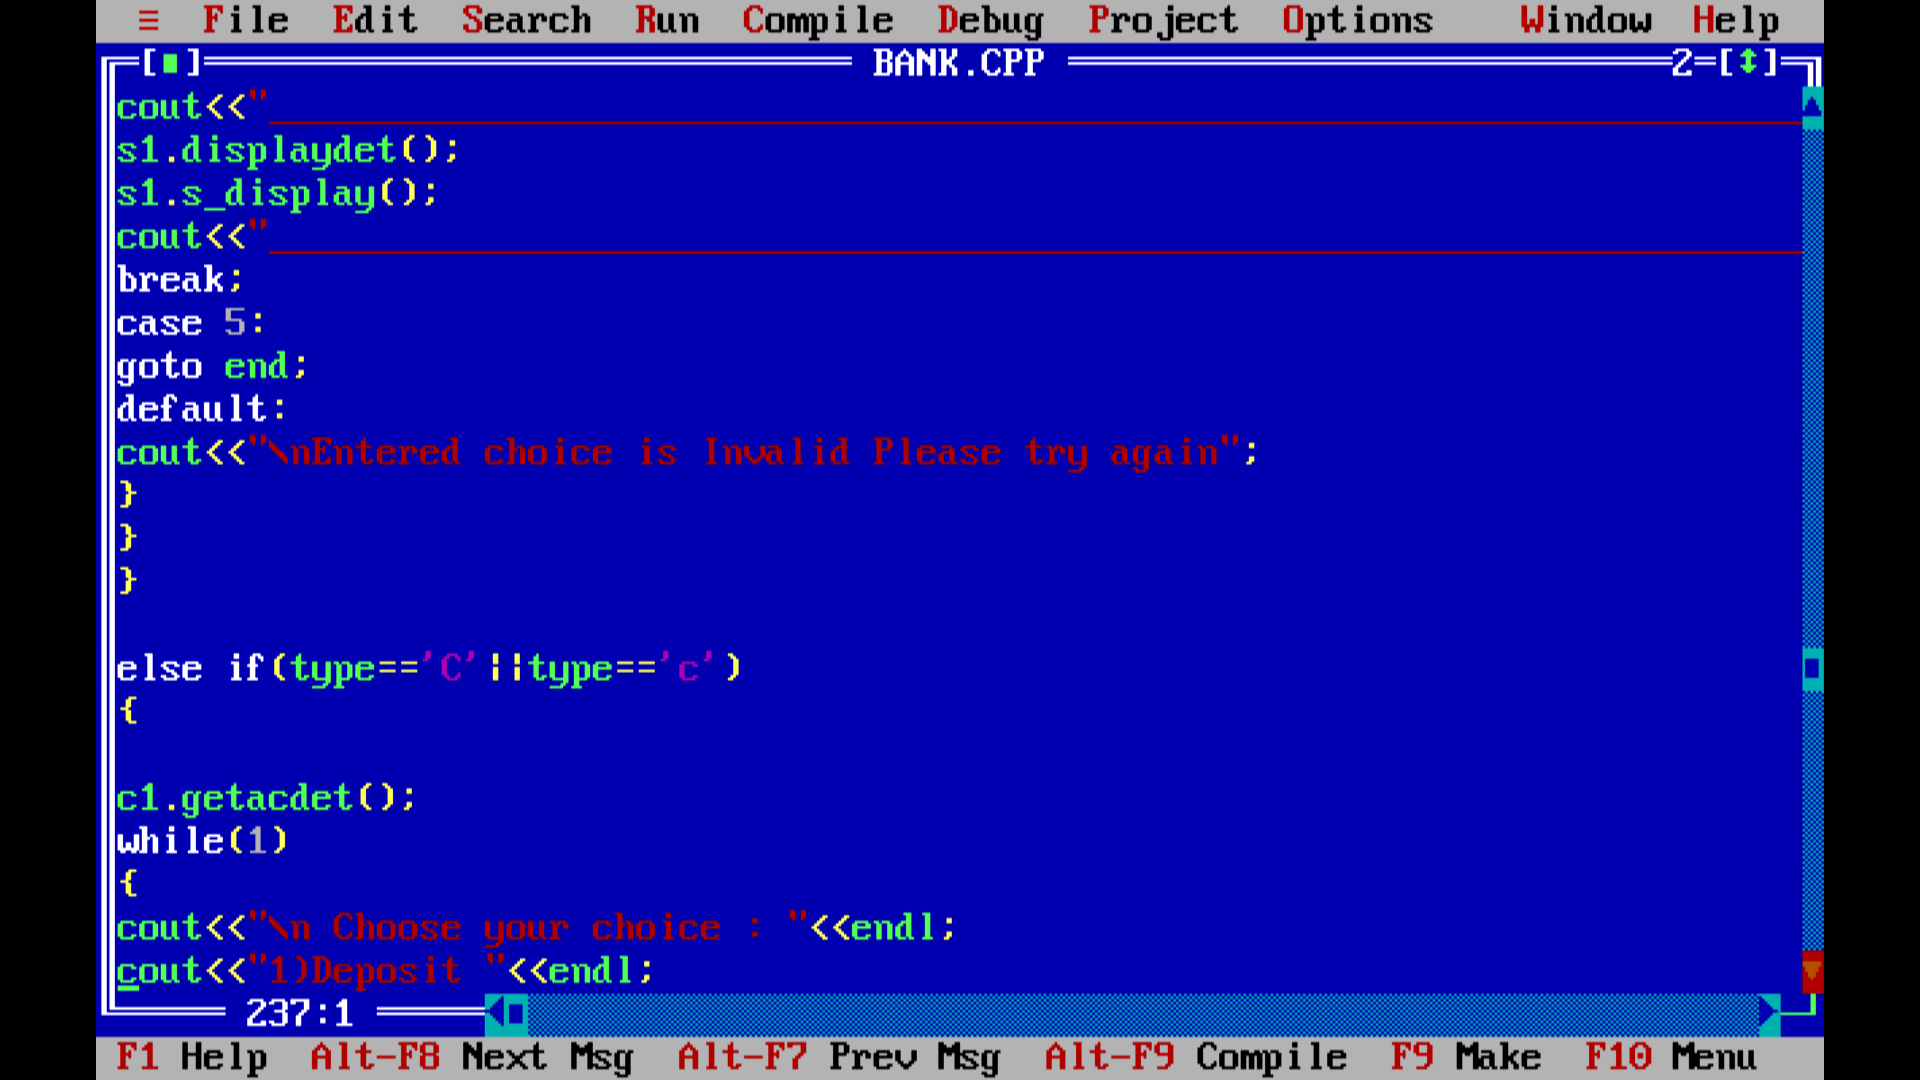 ≡ File Edit Search Run Compile Debug Project Options Window Help
[■] BANK.CPP 2=[↕]
cout<<"______________________________________________________________________
s1.displaydet();
s1.s_display();
cout<<"______________________________________________________________________
break;
case 5:
goto end;
default:
cout<<"\nEntered choice is Invalid Please try again";
}
}
}
else if(type=='C'||type=='c')
{
c1.getacdet();
while(1)
{
cout<<"\n Choose your choice : "<<endl;
cout<<"1)Deposit "<<endl;
237:1
F1 Help Alt-F8 Next Msg Alt-F7 Prev Msg Alt-F9 Compile F9 Make F10 Menu